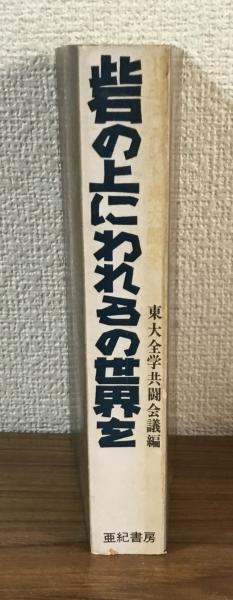 砦の上にわれらの世界を
東大全学共闘会議編
亜紀書房